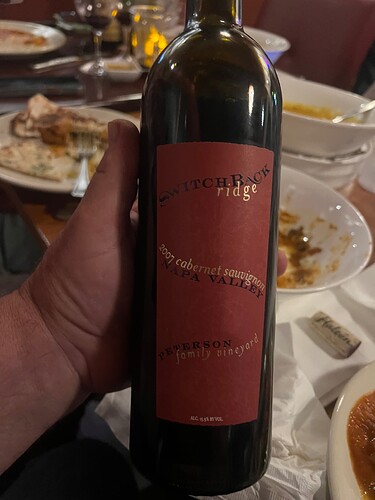 SWITCHBACK
ridge
2007 cabernet sauvignon
NAPA VALLEY
PETERSON
family vineyard